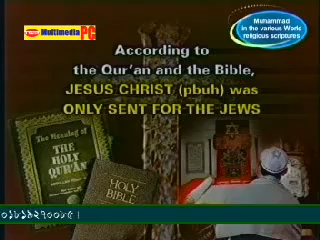 Multimedia PC
Muhammad
in the various World
religious scriptures
According to
the Qur'an and the Bible,
JESUS CHRIST (pbuh) was
ONLY SENT FOR THE JEWS
The Meaning of
THE
HOLY
QUR'AN
HOLY
BIBLE